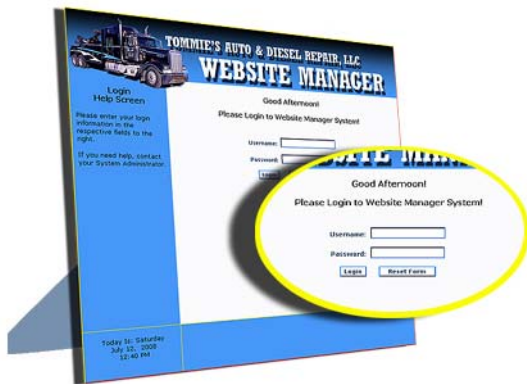 TOMMIE'S AUTO & DIESEL REPAIR, LLC
WEBSITE MANAGER
Login
Help Screen
Please enter your login
information in the
respective fields to the
right.
If you need help, contact
your System Administrator.
Good Afternoon!
Please Login to Website Manager System!
Username:
Password:
Login
Good Afternoon!
Please Login to Website Manager System!
Username:
Password:
Login Reset Form
Today Is: Saturday
July 12, 2008
12:40 PM